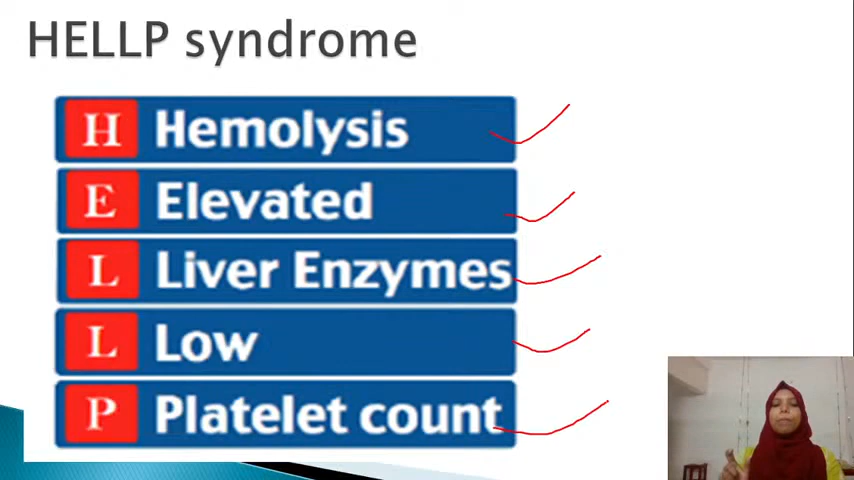 HELLP syndrome
H Hemolysis
E Elevated
L Liver Enzymes
L Low
P Platelet count